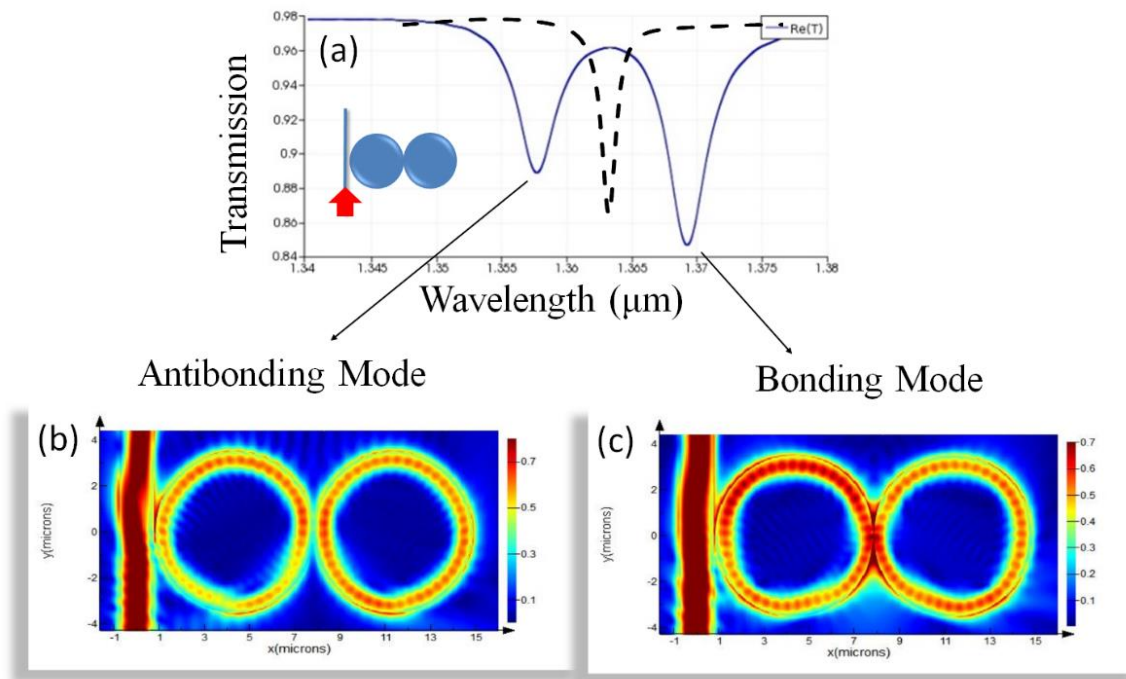 (a)
Transmission
0.98
0.96
0.94
0.92
0.9
0.88
0.86
0.84
Re(T)
1.34 1.345 1.35 1.355 1.36 1.365 1.37 1.375 1.38
Wavelength (μm)
Antibonding Mode
Bonding Mode
(b)
y(microns)
4
2
0
-2
-4
-1 1 3 5 7 9 11 13 15
x(microns)
0.7
0.5
0.3
0.1
(c)
y(microns)
4
2
0
-2
-4
-1 1 3 5 7 9 11 13 15
x(microns)
0.7
0.6
0.5
0.4
0.3
0.2
0.1